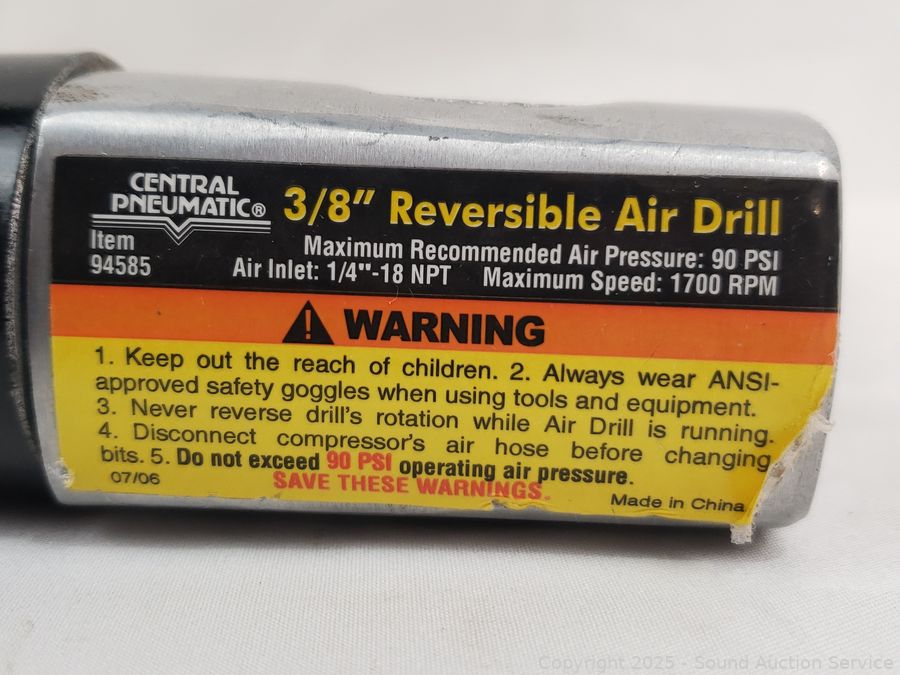 CENTRAL
PNEUMATIC®
3/8" Reversible Air Drill
Item
94585
Maximum Recommended Air Pressure: 90 PSI
Air Inlet: 1/4"-18 NPT Maximum Speed: 1700 RPM
WARNING
1. Keep out the reach of children. 2. Always wear ANSI-
approved safety goggles when using tools and equipment.
3. Never reverse drill's rotation while Air Drill is running.
4. Disconnect compressor's air hose before changing
bits. 5. Do not exceed 90 PSI operating air pressure.
07/06
SAVE THESE WARNINGS.
Made in China
Copyright 2025 - Sound Auction Service